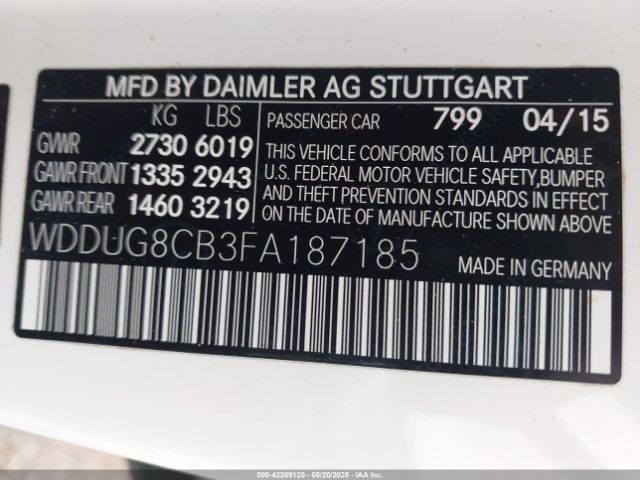 MFD BY DAIMLER AG STUTTGART
KG LBS
GVWR 2730 6019
GAWR FRONT 1335 2943
GAWR REAR 1460 3219
PASSENGER CAR 799 04/15
THIS VEHICLE CONFORMS TO ALL APPLICABLE
U.S. FEDERAL MOTOR VEHICLE SAFETY,BUMPER
AND THEFT PREVENTION STANDARDS IN EFFECT
ON THE DATE OF MANUFACTURE SHOWN ABOVE
WDDUG8CB3FA187185
MADE IN GERMANY
000-42309120 - 05/20/2025 - IAAI.COM